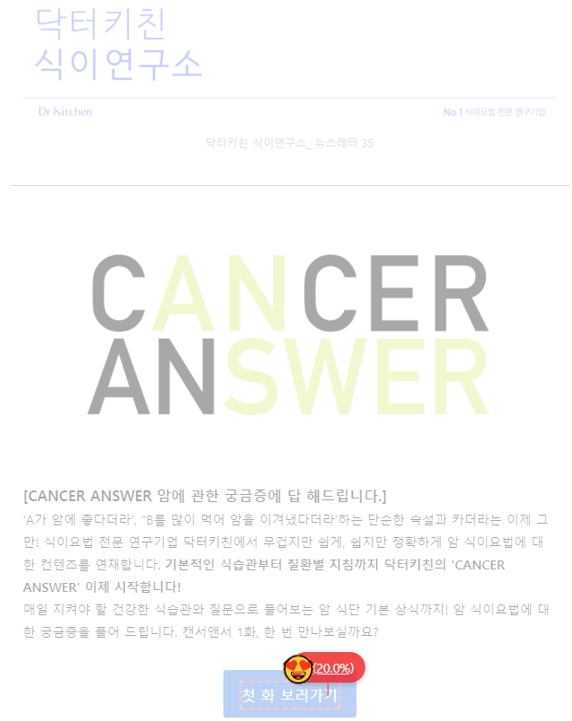 닥터키친
식이연구소
Dr Kitchen
No.1 식이요법 전문 연구기업
닥터키친 식이연구소_ 뉴스레터 35
CANCER
ANSWER
[CANCER ANSWER 암에 관한 궁금증에 답 해드립니다.]
'A가 암에 좋다더라', "B를 많이 먹어 암을 이겨냈다더라'하는 단순한 속설과 카더라는 이제 그
만! 식이요법 전문 연구기업 닥터키친에서 무겁지만 쉽게, 쉽지만 정확하게 암 식이요법에 대
한 컨텐츠를 연재합니다. 기본적인 식습관부터 질환별 지침까지 닥터키친의 'CANCER
ANSWER' 이제 시작합니다!
매일 지켜야 할 건강한 식습관와 질문으로 풀어보는 암 식단 기본 상식까지! 암 식이요법에 대
한 궁금증을 풀어 드립니다. 캔서앤서 1화, 한 번 만나보실까요?
(20.0%)
첫 화 보러가기